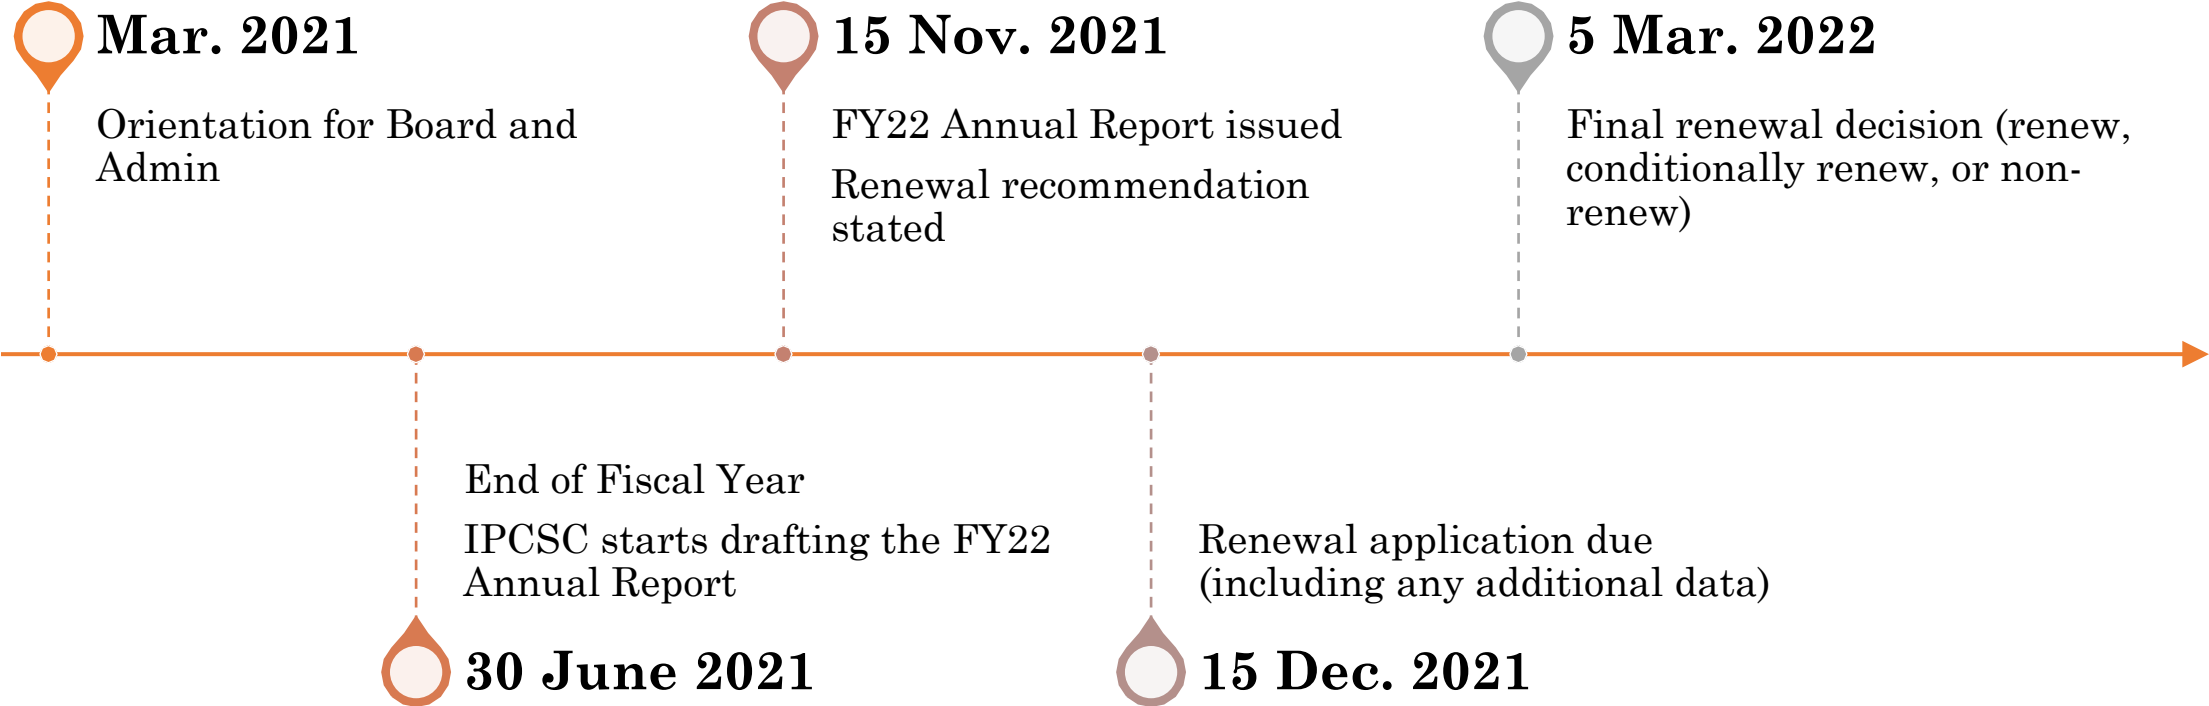 Mar. 2021
Orientation for Board and
Admin
End of Fiscal Year
IPCSC starts drafting the FY22
Annual Report
30 June 2021
15 Nov. 2021
FY22 Annual Report issued
Renewal recommendation
stated
Renewal application due
(including any additional data)
15 Dec. 2021
5 Mar. 2022
Final renewal decision (renew,
conditionally renew, or non-
renew)